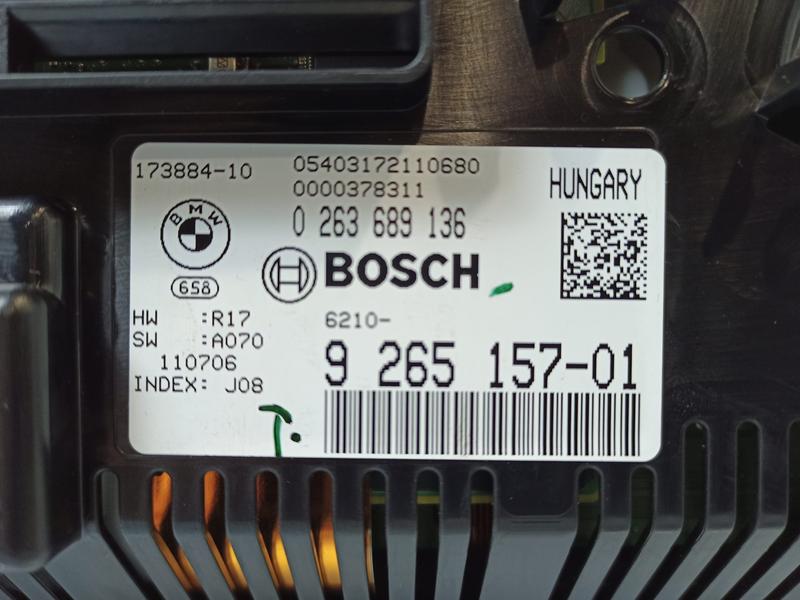 173884-10
05403172110680
0000378311
HUNGARY
0 263 689 136
BMW
658
BOSCH
HW :R17
SW :A070
110706
INDEX: J08
6210-
9 265 157-01
T.